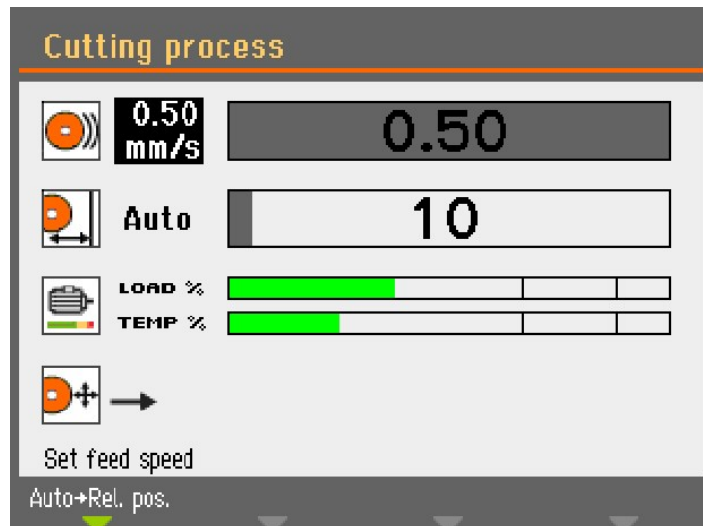 Cutting process
0.50
mm/s
0.50
Auto
10
LOAD %
TEMP %
Set feed speed
Auto→Rel. pos.